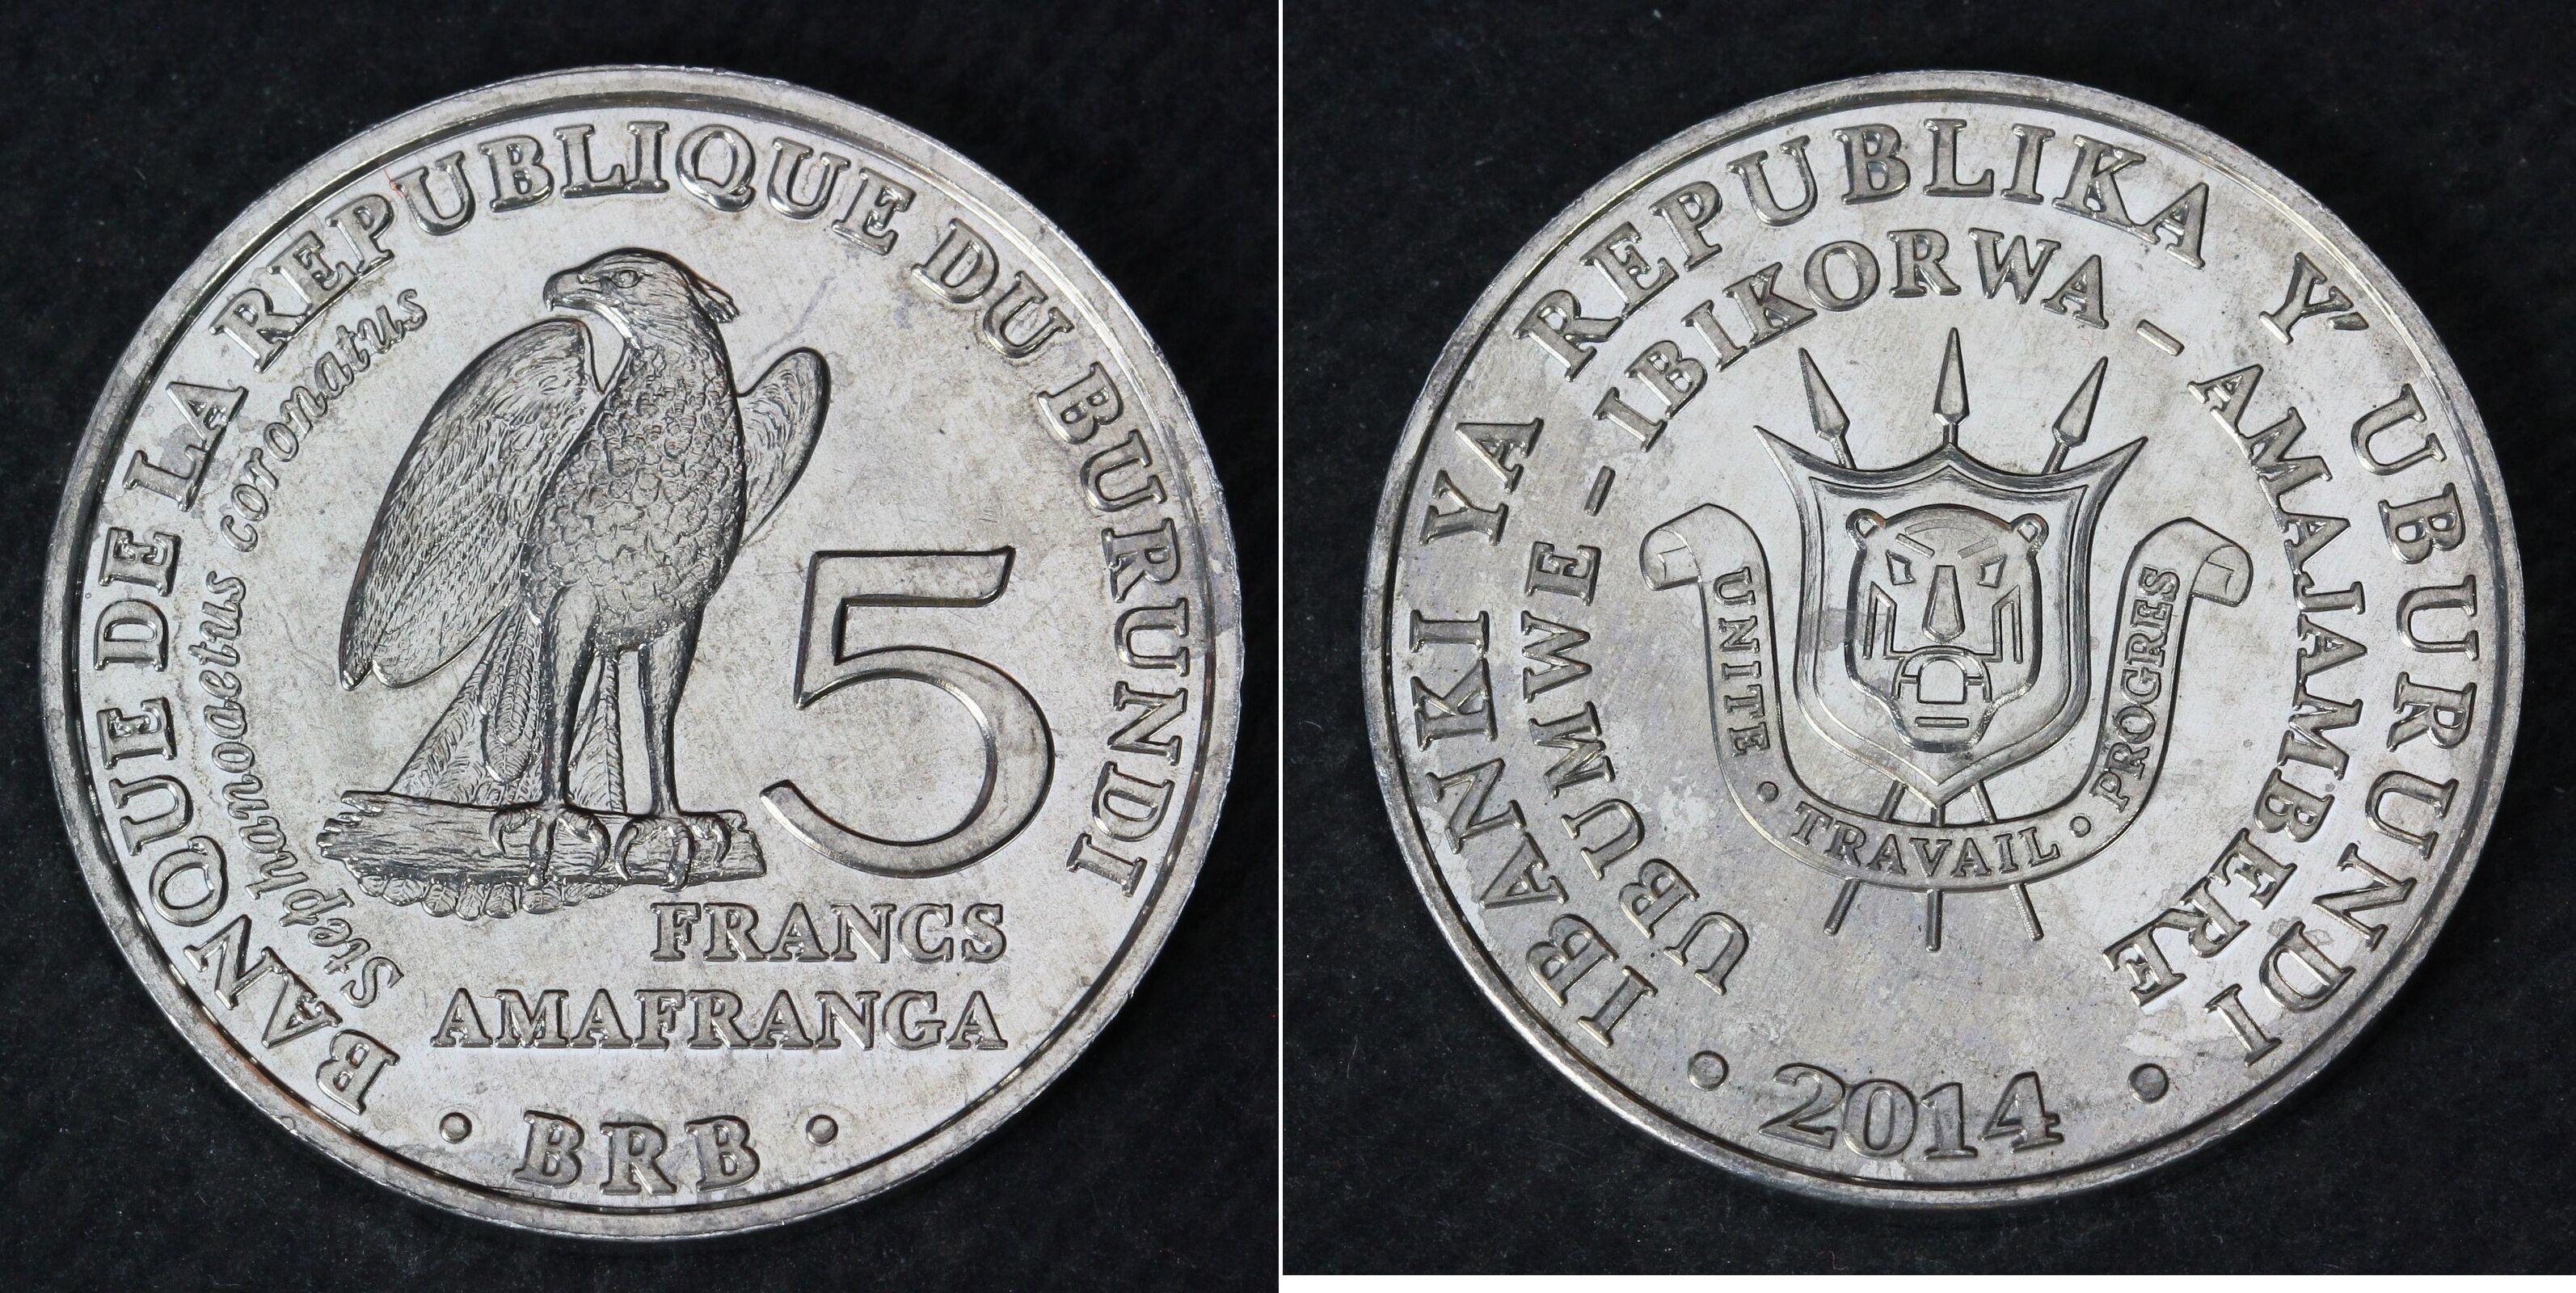 BANQUE DE LA REPUBLIQUE DU BURUNDI
Stephanoaetus coronatus
5
FRANCS
AMAFRANGA
• BRB •
IBANKI YA REPUBLIKA Y'UBURUNDI
UBUMWE - IBIKORWA - AMAJAMBERE
UNITE • TRAVAIL • PROGRES
• 2014 •